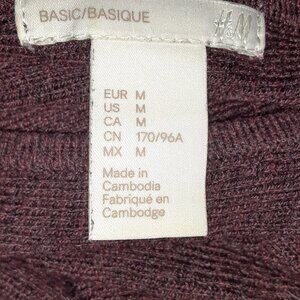 BASIC/BASIQUE
H&M
EUR M
US M
CA M
CN 170/96A
MX M
Made in
Cambodia
Fabriqué en
Cambodge